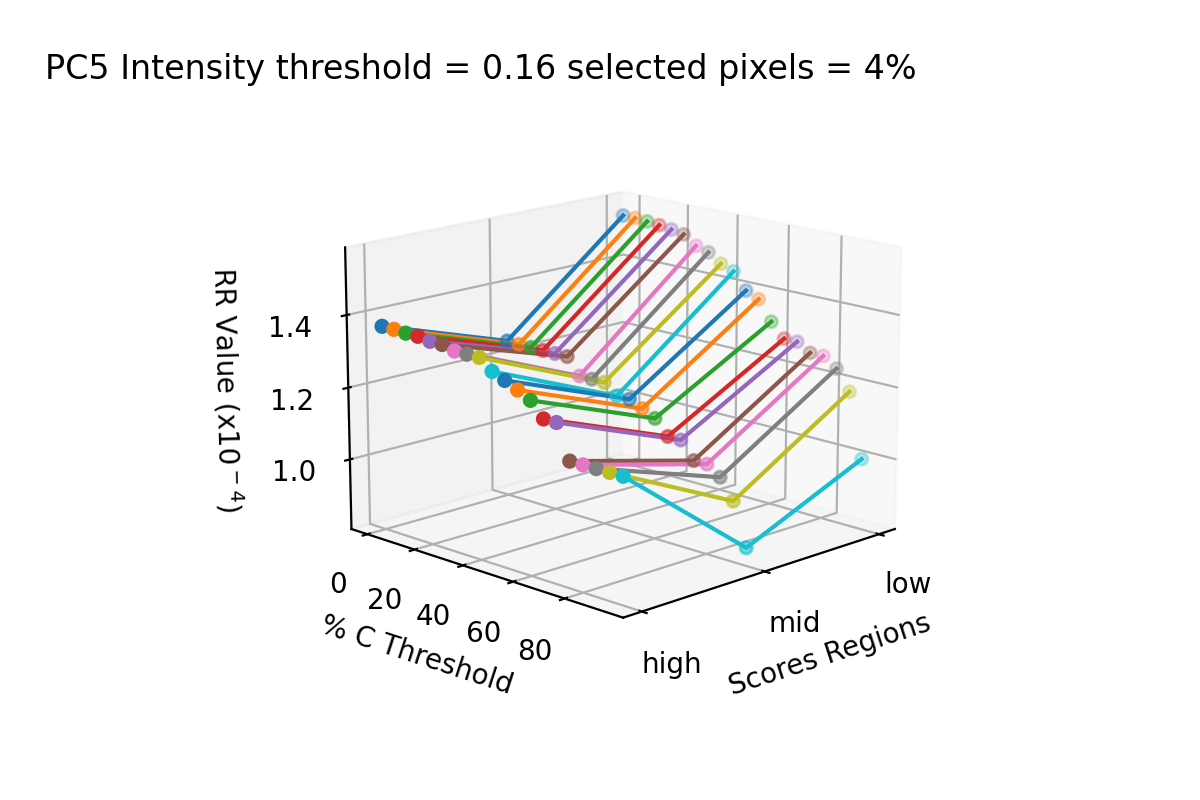 PC5 Intensity threshold = 0.16 selected pixels = 4%
RR Value (x10⁻⁴)
1.4
1.2
1.0
0
20
40
60
80
% C Threshold
high
mid
low
Scores Regions